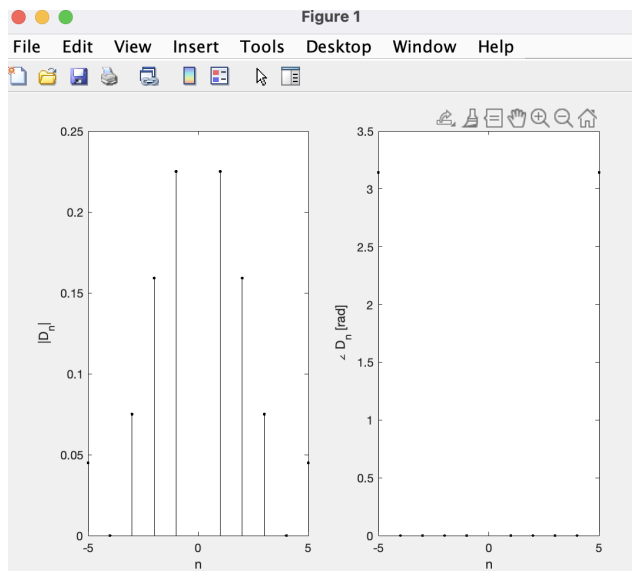 Figure 1
File Edit View Insert Tools Desktop Window Help
0.25
0.2
0.15
0.1
0.05
0
|Dn|
-5 0 5
n
3.5
3
2.5
2
1.5
1
0.5
0
∠ Dn [rad]
-5 0 5
n